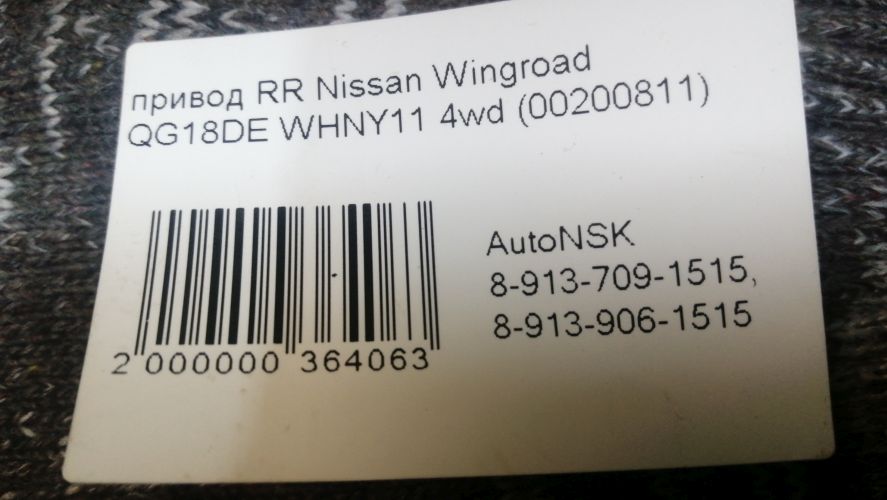 привод RR Nissan Wingroad
QG18DE WHNY11 4wd (00200811)
AutoNSK
8-913-709-1515,
8-913-906-1515
2 000000 364063